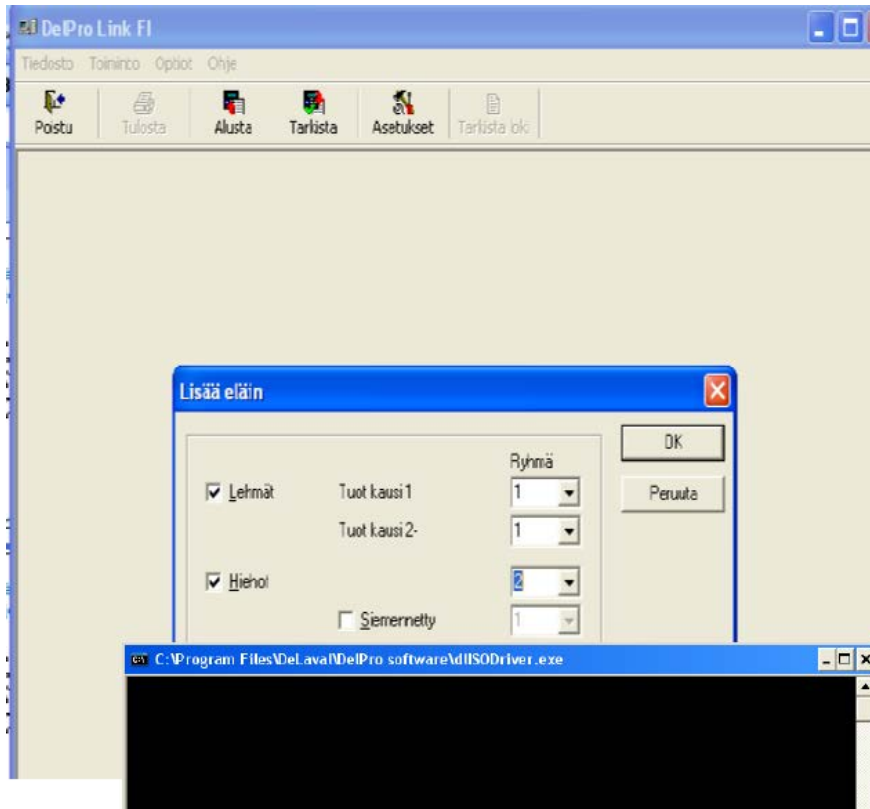 DelPro Link FI
Tiedosto Toiminto Optiot Ohje
Poistu Tulosta Alusta Tarkista Asetukset Tarkista loki
Lisää eläin
OK
Ryhmä
Lehmät Tuot kausi 1 1 Peruuta
Tuot kausi 2- 1
Hiehot 2
Siemennetty 1
C:\Program Files\DeLaval\DelPro software\dllISODriver.exe